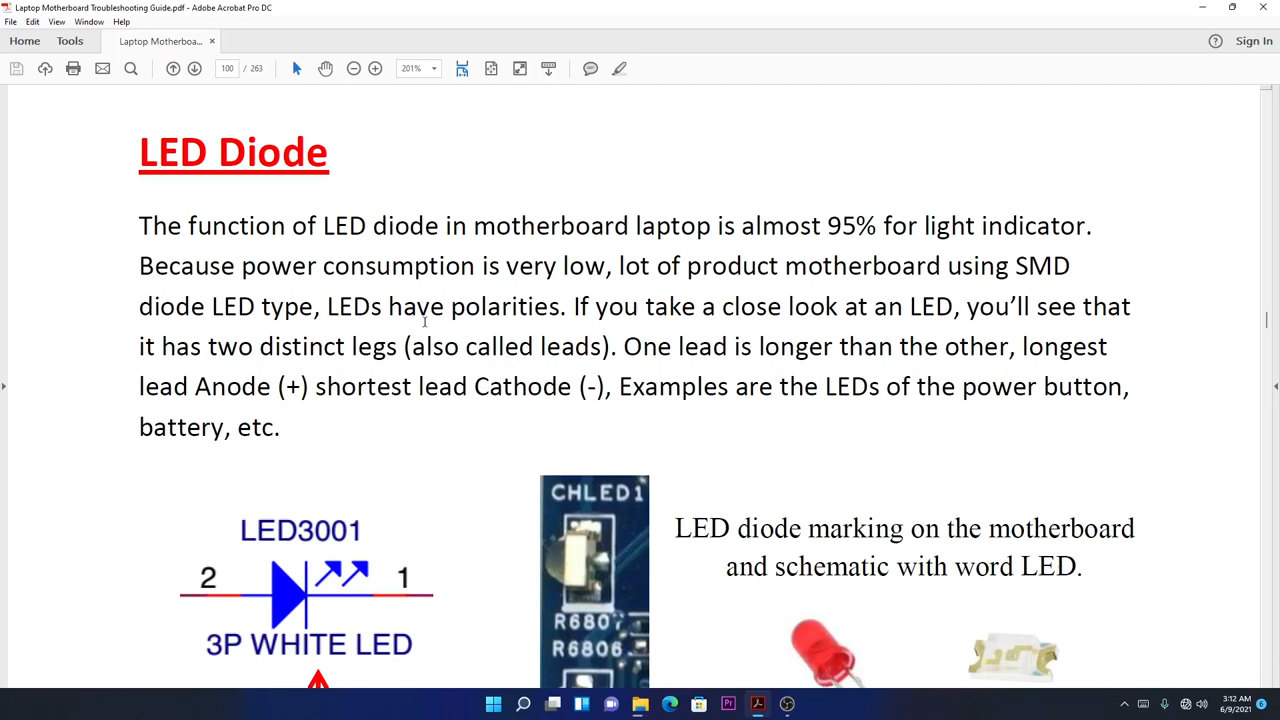 Laptop Motherboard Troubleshooting Guide.pdf - Adobe Acrobat Pro DC
File Edit View Window Help
Home Tools Laptop Motherboa... Sign In
100 / 263 201%
LED Diode
The function of LED diode in motherboard laptop is almost 95% for light indicator.
Because power consumption is very low, lot of product motherboard using SMD
diode LED type, LEDs have polarities. If you take a close look at an LED, you’ll see that
it has two distinct legs (also called leads). One lead is longer than the other, longest
lead Anode (+) shortest lead Cathode (-), Examples are the LEDs of the power button,
battery, etc.
LED3001
2 1
3P WHITE LED
CHLED1
R6807
R6806
LED diode marking on the motherboard
and schematic with word LED.
3:12 AM
6/9/2021